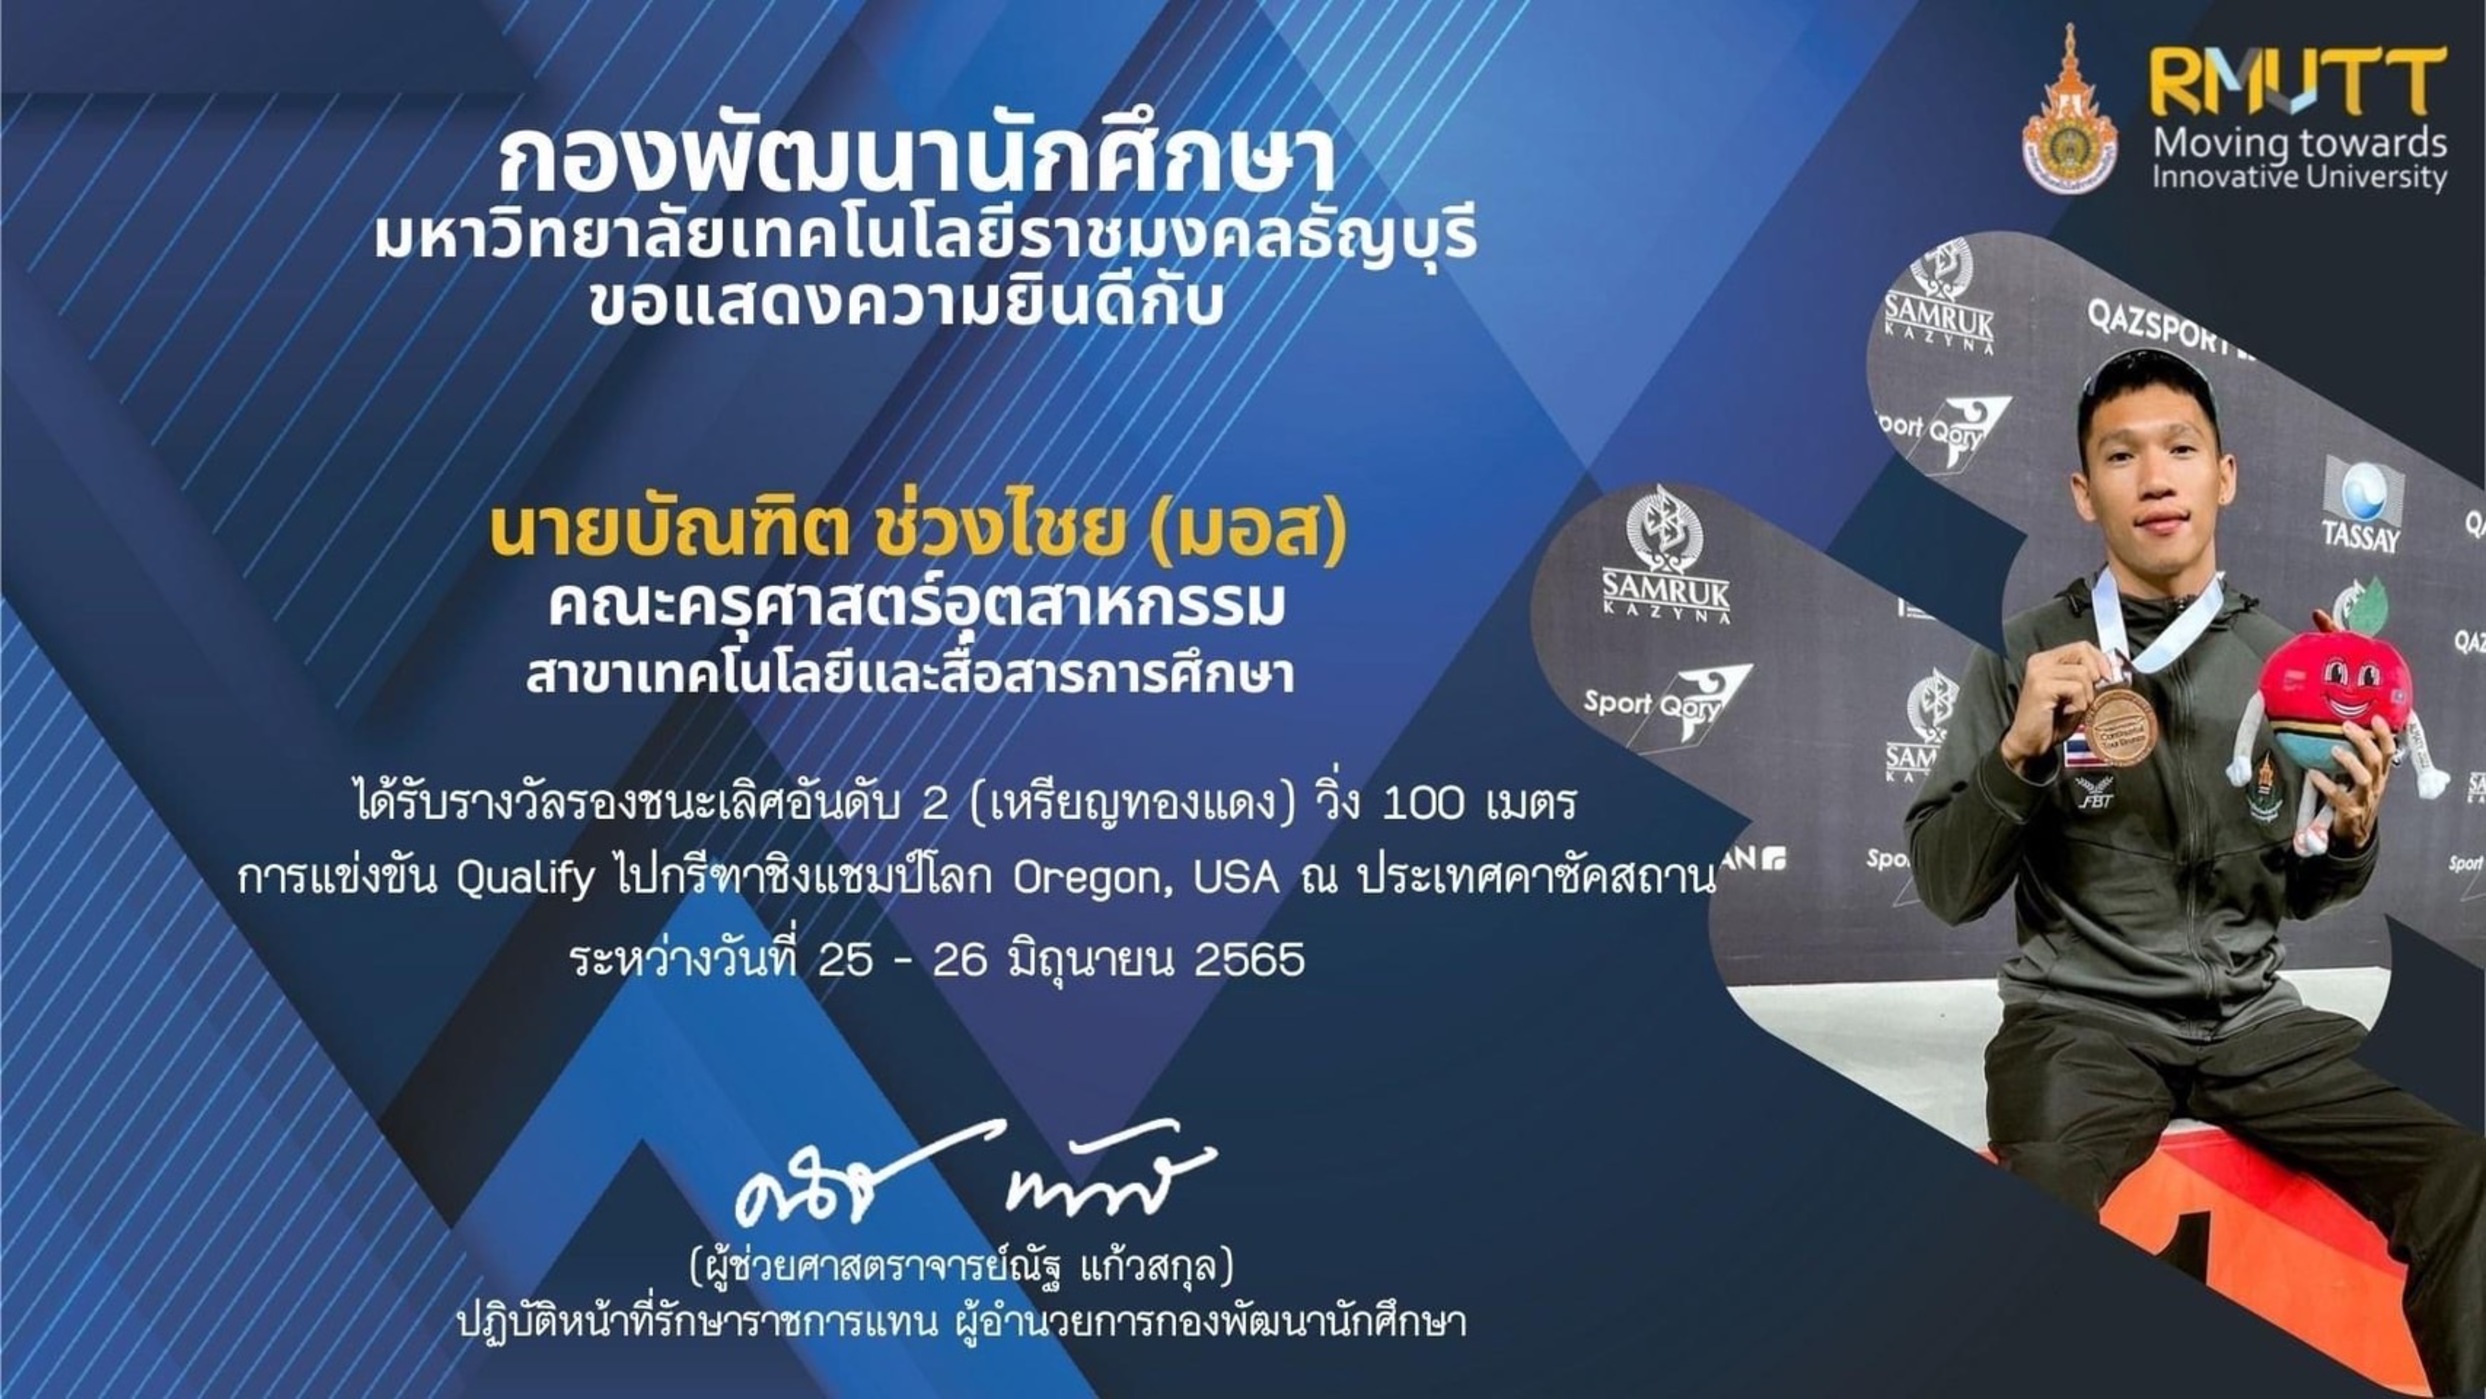 RMUTT
Moving towards
Innovative University
กองพัฒนานักศึกษา
มหาวิทยาลัยเทคโนโลยีราชมงคลธัญบุรี
ขอแสดงความยินดีกับ
นายบัณฑิต ช่วงไชย (มอส)
คณะครุศาสตร์อุตสาหกรรม
สาขาเทคโนโลยีและสื่อสารการศึกษา
ได้รับรางวัลรองชนะเลิศอันดับ 2 (เหรียญทองแดง) วิ่ง 100 เมตร
การแข่งขัน Qualify ไปกรีฑาชิงแชมป์โลก Oregon, USA ณ ประเทศคาซัคสถาน
ระหว่างวันที่ 25 - 26 มิถุนายน 2565
(ผู้ช่วยศาสตราจารย์ณัฐ แก้วสกุล)
ปฏิบัติหน้าที่รักษาราชการแทน ผู้อำนวยการกองพัฒนานักศึกษา
SAMRUK
KAZYNA
QAZSPORT
Sport Qory
TASSAY
SAMRUK
KAZYNA
Sport Qory
FBT
Continental
Tour Bronze
1